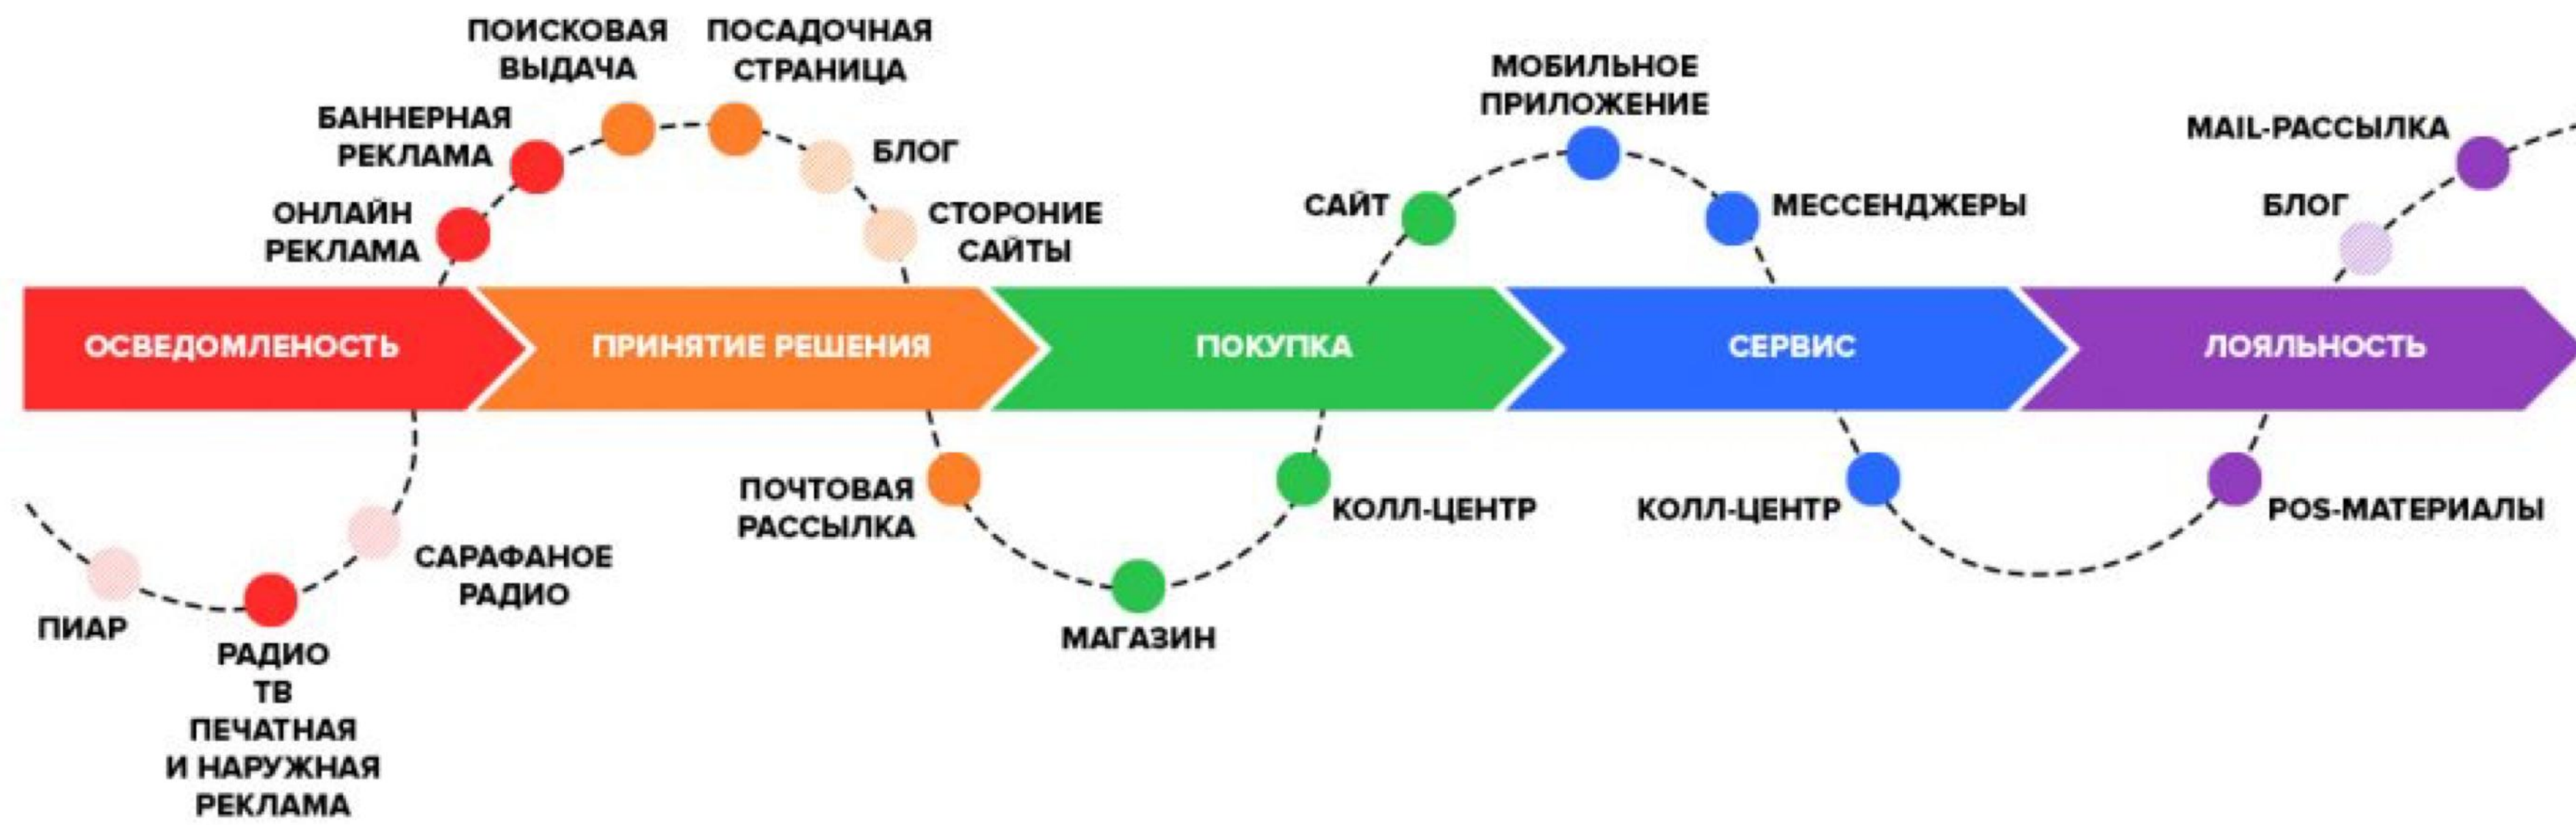 ПОИСКОВАЯ
ВЫДАЧА
ПОСАДОЧНАЯ
СТРАНИЦА
БАННЕРНАЯ
РЕКЛАМА
БЛОГ
ОНЛАЙН
РЕКЛАМА
СТОРОНИЕ
САЙТЫ
МОБИЛЬНОЕ
ПРИЛОЖЕНИЕ
САЙТ
МЕССЕНДЖЕРЫ
MAIL-РАССЫЛКА
БЛОГ
ОСВЕДОМЛЕНОСТЬ
ПРИНЯТИЕ РЕШЕНИЯ
ПОКУПКА
СЕРВИС
ЛОЯЛЬНОСТЬ
ПИАР
РАДИО
ТВ
ПЕЧАТНАЯ
И НАРУЖНАЯ
РЕКЛАМА
САРАФАНОЕ
РАДИО
ПОЧТОВАЯ
РАССЫЛКА
МАГАЗИН
КОЛЛ-ЦЕНТР
КОЛЛ-ЦЕНТР
POS-МАТЕРИАЛЫ